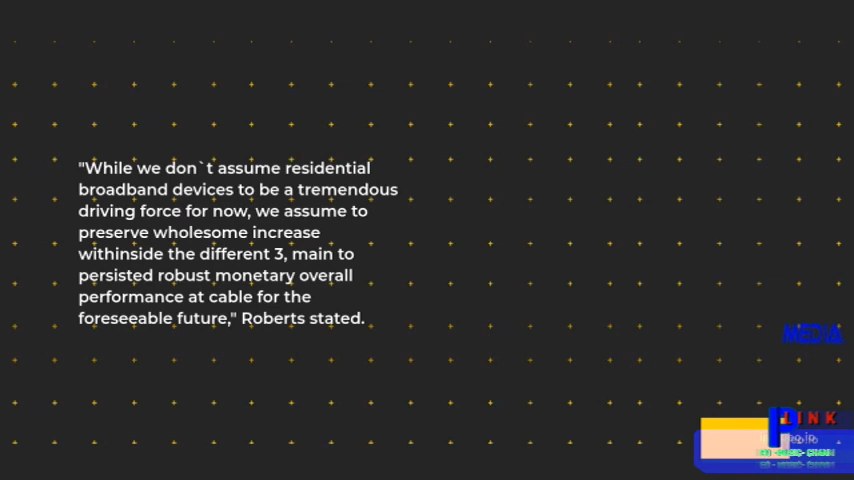 "While we don`t assume residential
broadband devices to be a tremendous
driving force for now, we assume to
preserve wholesome increase
withinside the different 3, main to
persisted robust monetary overall
performance at cable for the
foreseeable future," Roberts stated.
MEDIA
PLINK